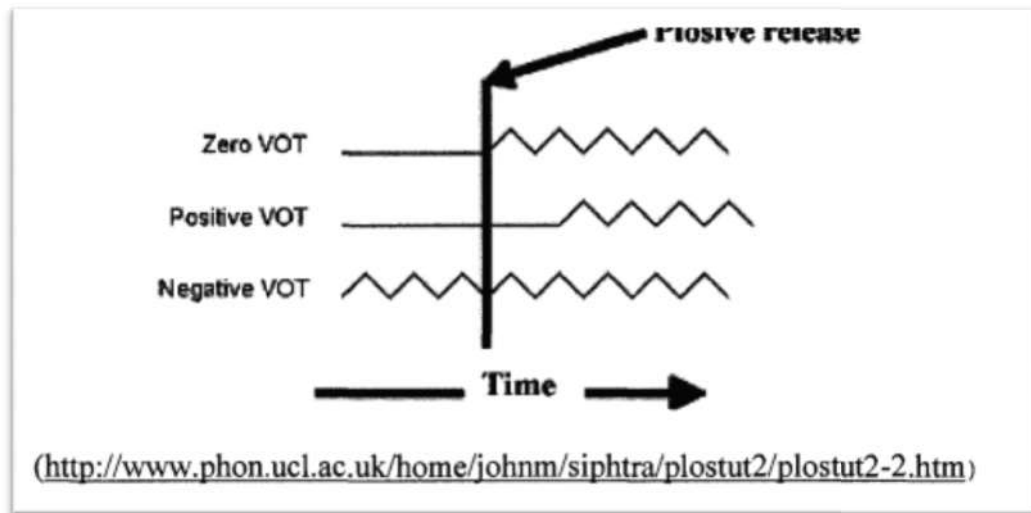 Plosive release
Zero VOT
Positive VOT
Negative VOT
Time
(http://www.phon.ucl.ac.uk/home/johnm/siphtra/plostut2/plostut2-2.htm)